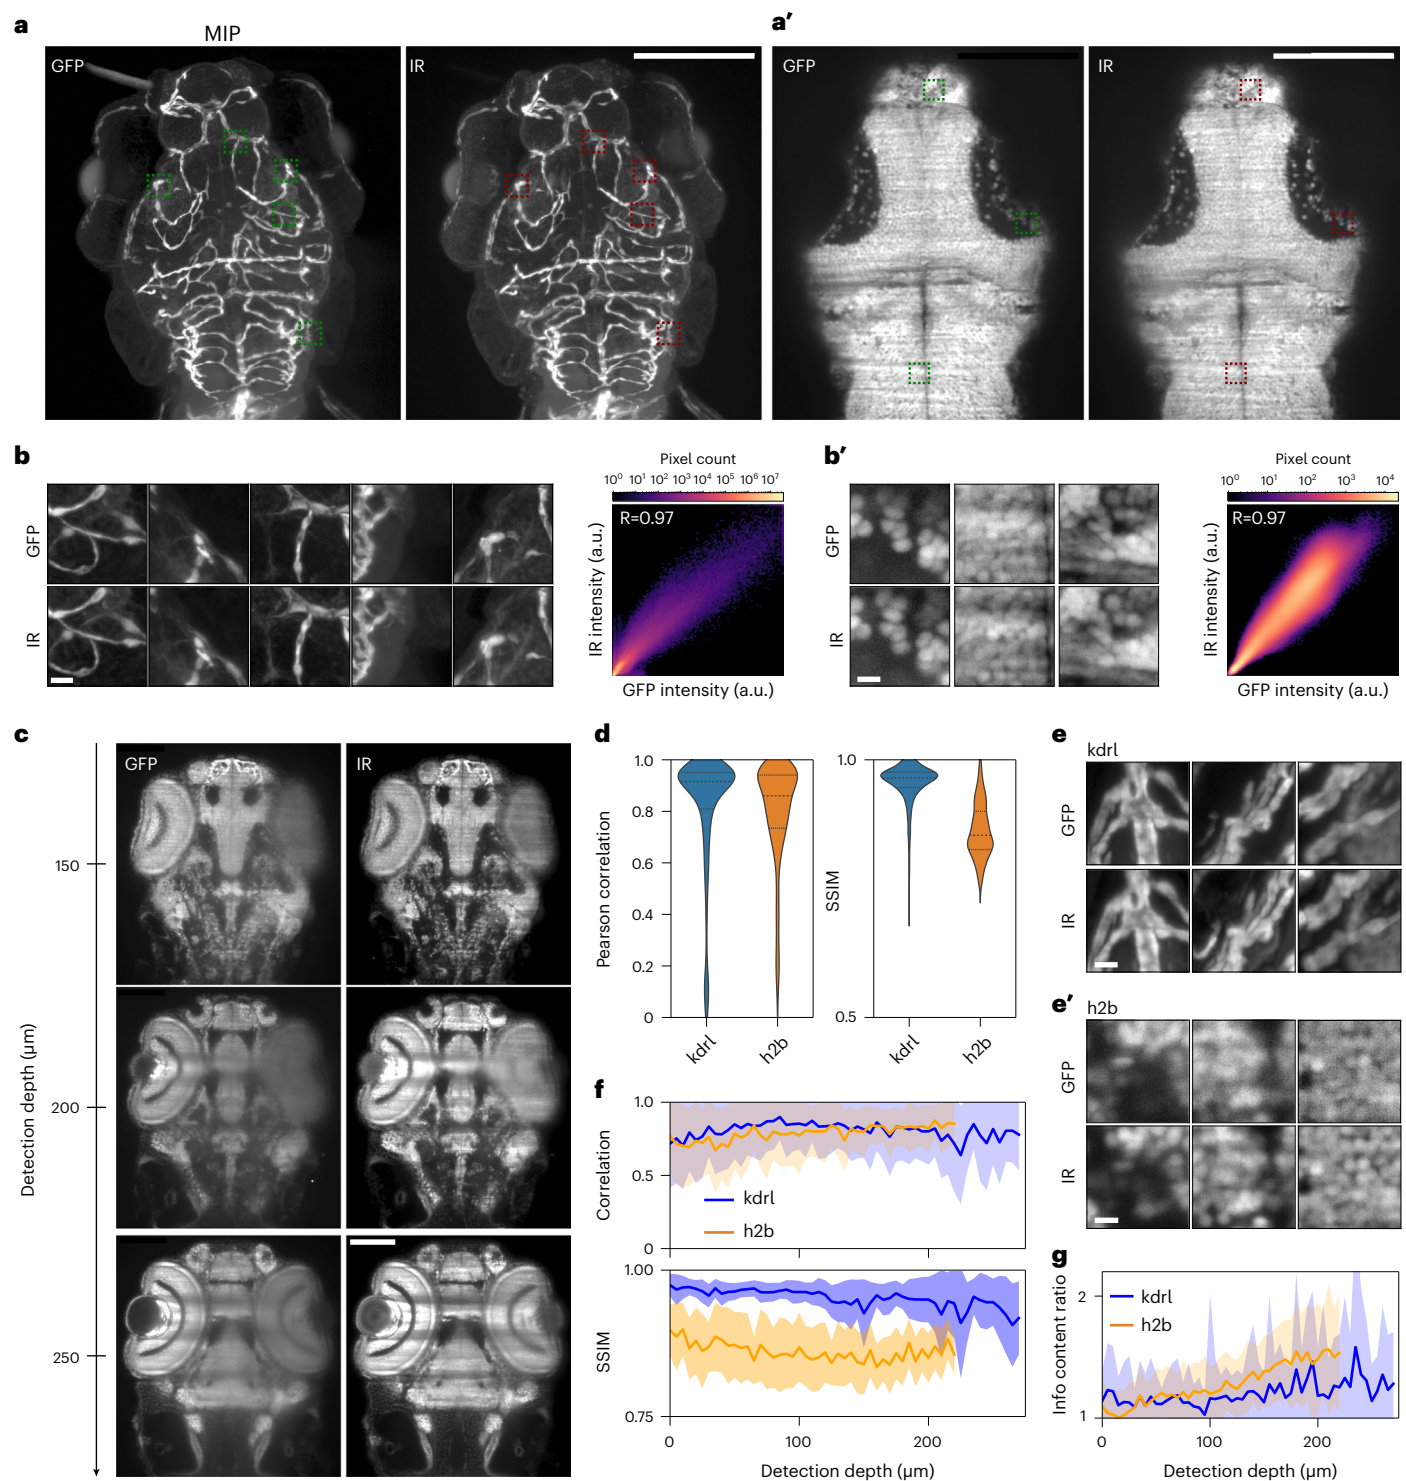 a
MIP
GFP
IR
a′
GFP
IR
b
GFP
IR
Pixel count
10⁰ 10¹ 10² 10³ 10⁴ 10⁵ 10⁶ 10⁷
R=0.97
IR intensity (a.u.)
GFP intensity (a.u.)
b′
GFP
IR
Pixel count
10⁰ 10¹ 10² 10³ 10⁴
R=0.97
IR intensity (a.u.)
GFP intensity (a.u.)
c
GFP
IR
150
200
250
Detection depth (µm)
d
1.0
0.8
0.6
0.4
0.2
0
Pearson correlation
kdrl
h2b
1.0
0.5
SSIM
kdrl
h2b
e
kdrl
GFP
IR
e′
h2b
GFP
IR
f
1.0
0.5
0
Correlation
kdrl
h2b
1.00
0.75
SSIM
0 100 200
Detection depth (µm)
g
2
1
Info content ratio
kdrl
h2b
0 100 200
Detection depth (µm)